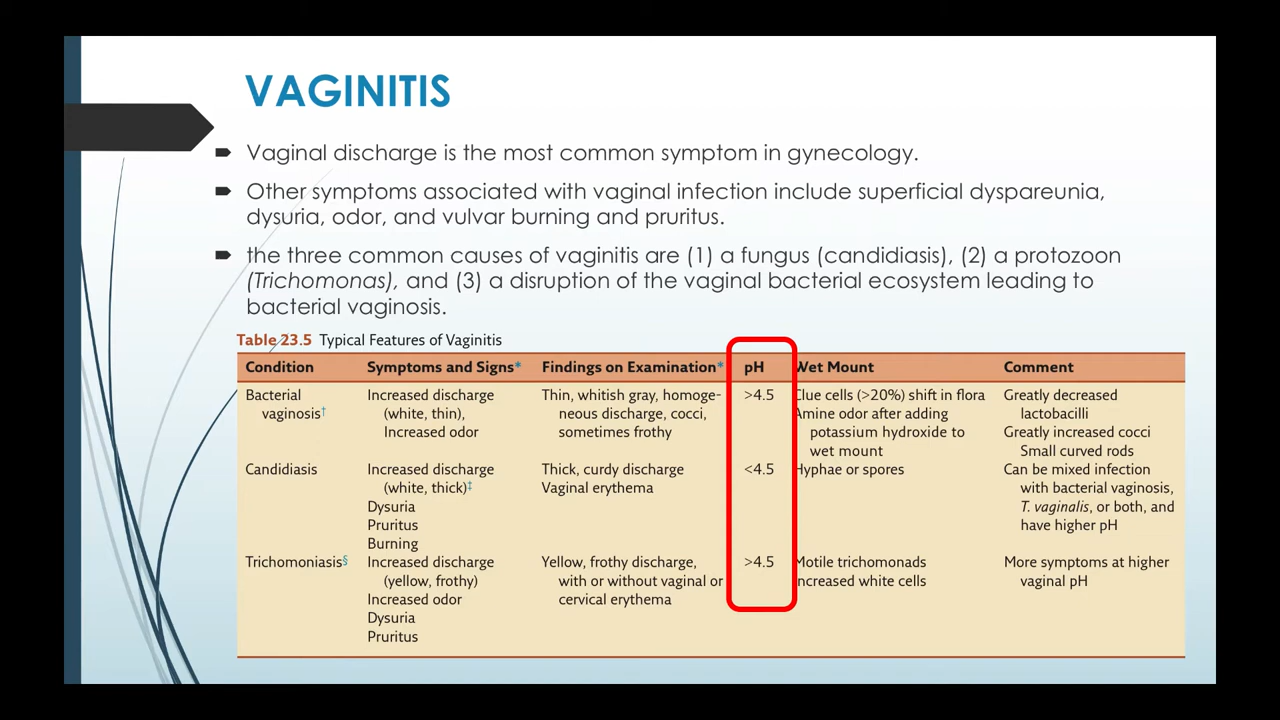 VAGINITIS
Vaginal discharge is the most common symptom in gynecology.
Other symptoms associated with vaginal infection include superficial dyspareunia,
dysuria, odor, and vulvar burning and pruritus.
the three common causes of vaginitis are (1) a fungus (candidiasis), (2) a protozoon
(Trichomonas), and (3) a disruption of the vaginal bacterial ecosystem leading to
bacterial vaginosis.
Table 23.5 Typical Features of Vaginitis
Condition Symptoms and Signs* Findings on Examination* pH Wet Mount Comment
Bacterial Increased discharge Thin, whitish gray, homoge- >4.5 Clue cells (>20%) shift in flora Greatly decreased
vaginosis† (white, thin), neous discharge, cocci, Amine odor after adding lactobacilli
Increased odor sometimes frothy potassium hydroxide to Greatly increased cocci
wet mount Small curved rods
Candidiasis Increased discharge Thick, curdy discharge <4.5 Hyphae or spores Can be mixed infection
(white, thick)‡ Vaginal erythema with bacterial vaginosis,
Dysuria T. vaginalis, or both, and
Pruritus have higher pH
Burning
Trichomoniasis§ Increased discharge Yellow, frothy discharge, >4.5 Motile trichomonads More symptoms at higher
(yellow, frothy) with or without vaginal or Increased white cells vaginal pH
Increased odor cervical erythema
Dysuria
Pruritus